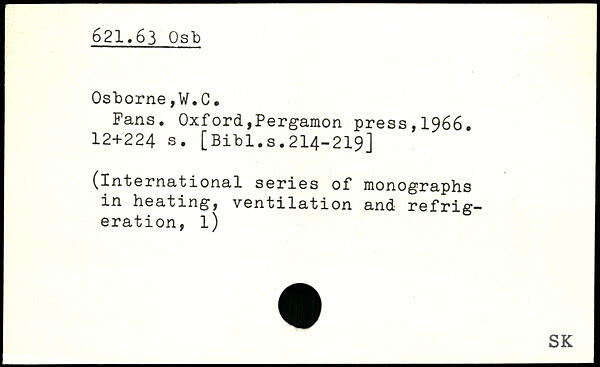 621.63 Osb
Osborne,W.C.
Fans. Oxford,Pergamon press,1966.
12+224 s. [Bibl.s.214-219]
(International series of monographs
in heating, ventilation and refrig-
eration, 1)
SK